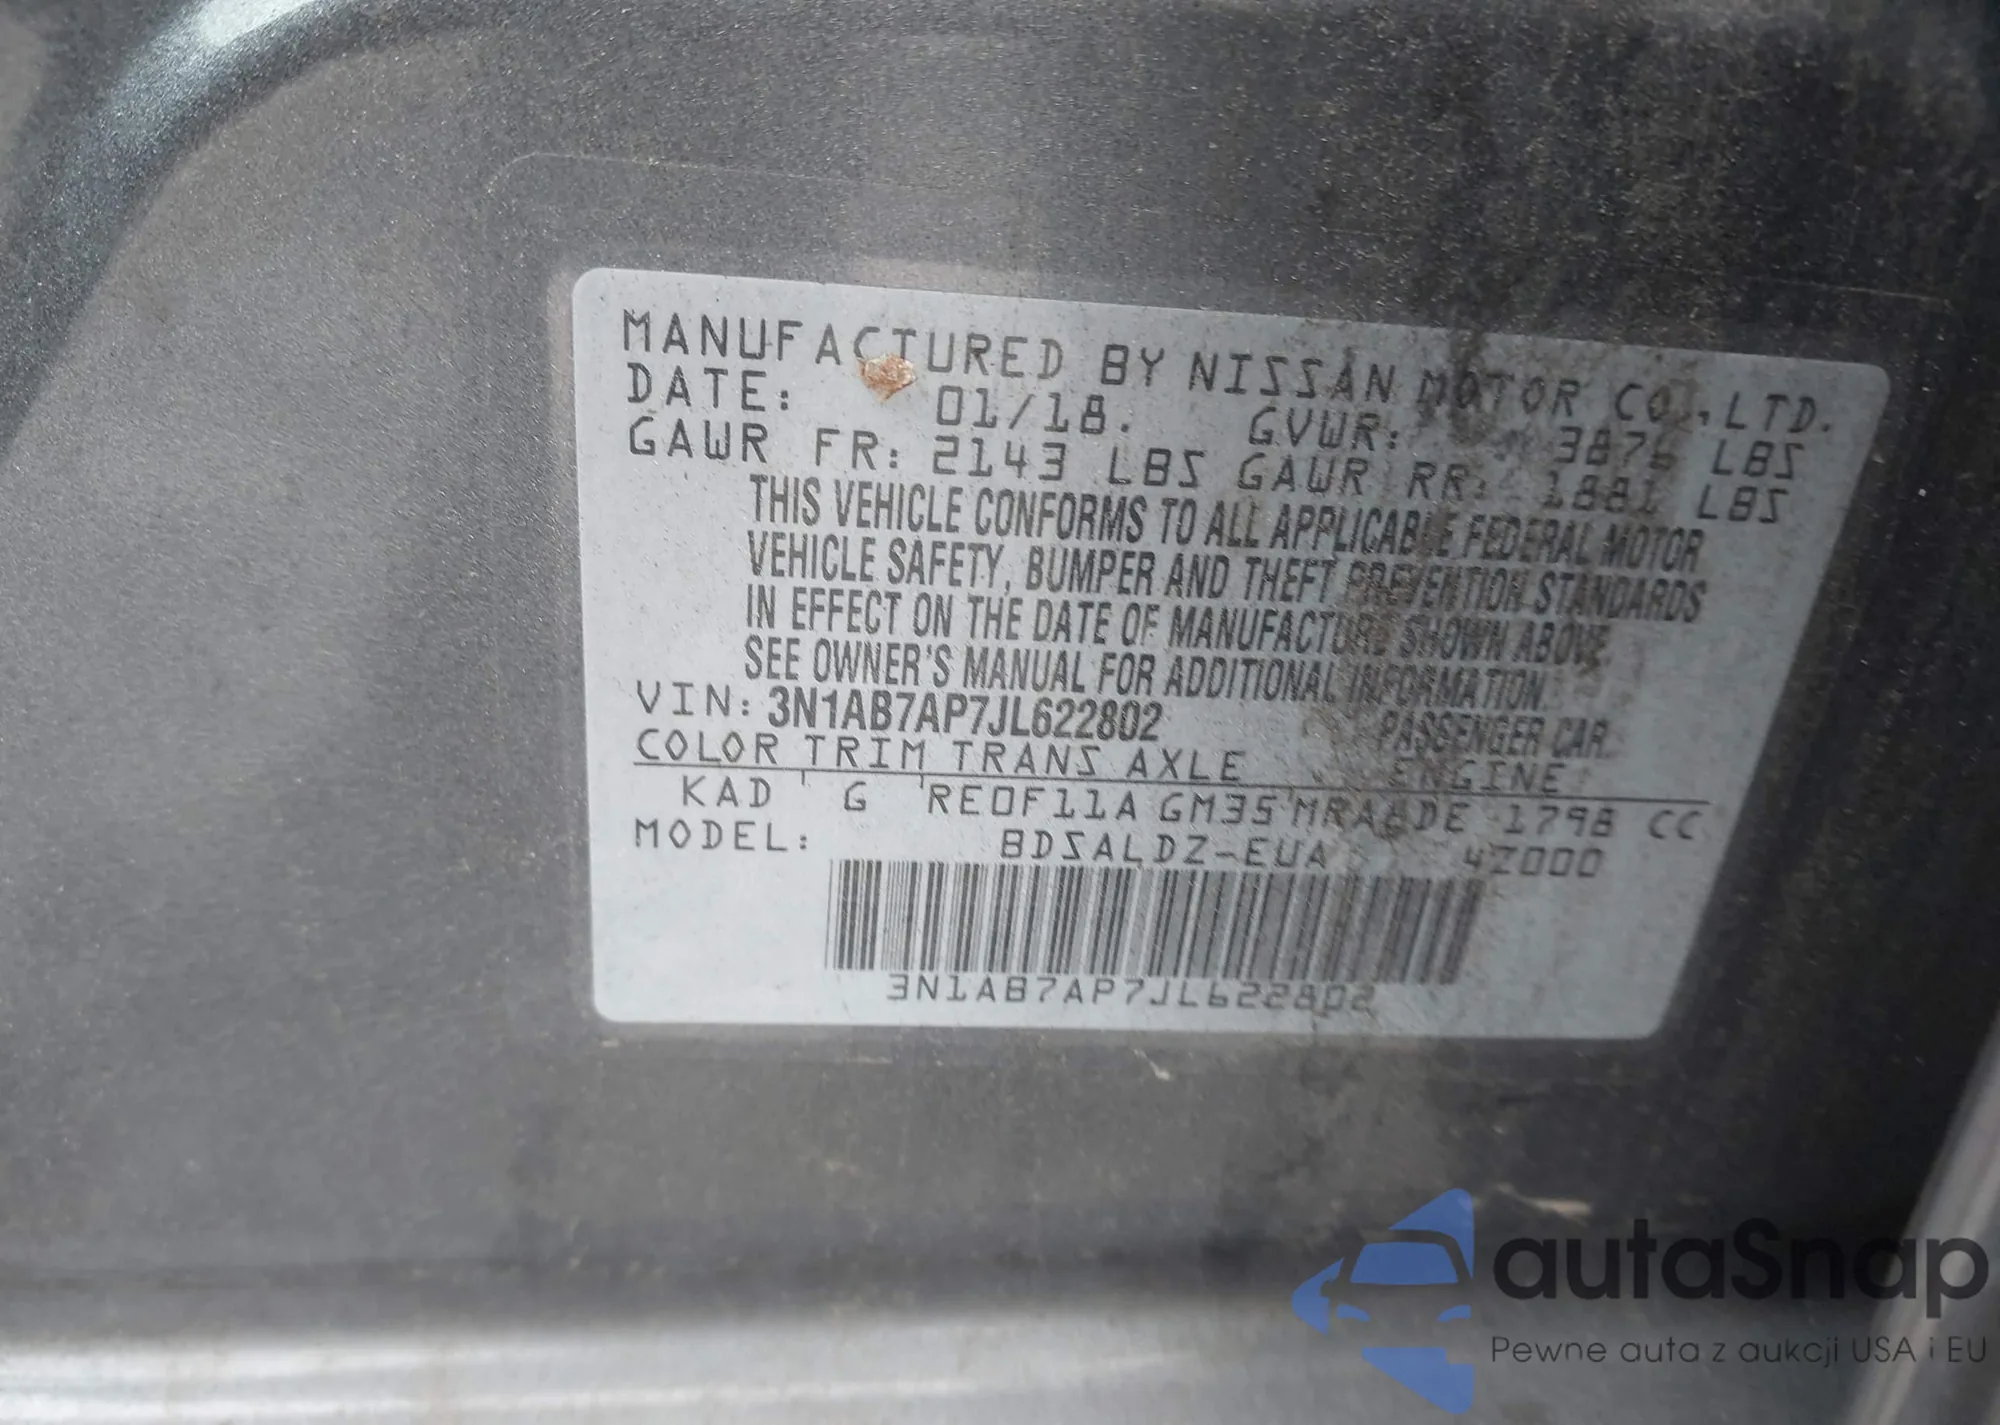 MANUFACTURED BY NISSAN MOTOR CO.,LTD.
DATE: 01/18. GVWR: 3876 LBS
GAWR FR: 2143 LBS GAWR RR: 1881 LBS
THIS VEHICLE CONFORMS TO ALL APPLICABLE FEDERAL MOTOR
VEHICLE SAFETY, BUMPER AND THEFT PREVENTION STANDARDS
IN EFFECT ON THE DATE OF MANUFACTURE SHOWN ABOVE.
SEE OWNER'S MANUAL FOR ADDITIONAL INFORMATION.
VIN: 3N1AB7AP7JL622802 PASSENGER CAR
COLOR TRIM TRANS AXLE ENGINE
KAD G RE0F11A GM35 MRA8DE 1798 CC
MODEL: BDSALDZ-EUA 4Z000
3N1AB7AP7JL622802
autaSnap
Pewne auta z aukcji USA i EU